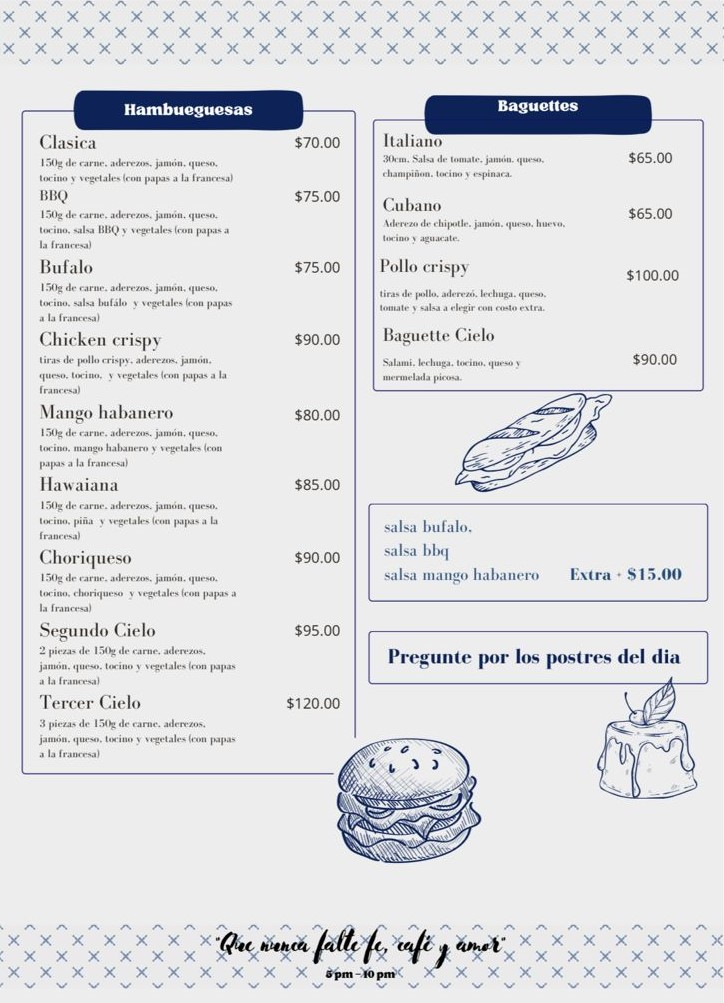 Hambueguesas
Clasica $70.00
150g de carne, aderezos, jamón, queso,
tocino y vegetales (con papas a la francesa)
BBQ $75.00
150g de carne, aderezos, jamón, queso,
tocino, salsa BBQ y vegetales (con papas a
la francesa)
Bufalo $75.00
150g de carne, aderezos, jamón, queso,
tocino, salsa bufálo y vegetales (con papas
a la francesa)
Chicken crispy $90.00
tiras de pollo crispy, aderezos, jamón,
queso, tocino, y vegetales (con papas a la
francesa)
Mango habanero $80.00
150g de carne, aderezos, jamón, queso,
tocino, mango habanero y vegetales (con
papas a la francesa)
Hawaiana $85.00
150g de carne, aderezos, jamón, queso,
tocino, piña y vegetales (con papas a la
francesa)
Choriqueso $90.00
150g de carne, aderezos, jamón, queso,
tocino, choriqueso y vegetales (con papas a
la francesa)
Segundo Cielo $95.00
2 piezas de 150g de carne, aderezos,
jamón, queso, tocino y vegetales (con papas
a la francesa)
Tercer Cielo $120.00
3 piezas de 150g de carne, aderezos,
jamón, queso, tocino y vegetales (con papas
a la francesa)
Baguettes
Italiano $65.00
30cm, Salsa de tomate, jamón, queso,
champiñon, tocino y espinaca.
Cubano $65.00
Aderezo de chipotle, jamón, queso, huevo,
tocino y aguacate.
Pollo crispy $100.00
tiras de pollo, aderezó, lechuga, queso,
tomate y salsa a elegir con costo extra.
Baguette Cielo $90.00
Salami, lechuga, tocino, queso y
mermelada picosa.
salsa bufalo,
salsa bbq
salsa mango habanero Extra + $15.00
Pregunte por los postres del dia
"Que nunca falte fe, café y amor"
5 pm - 10 pm